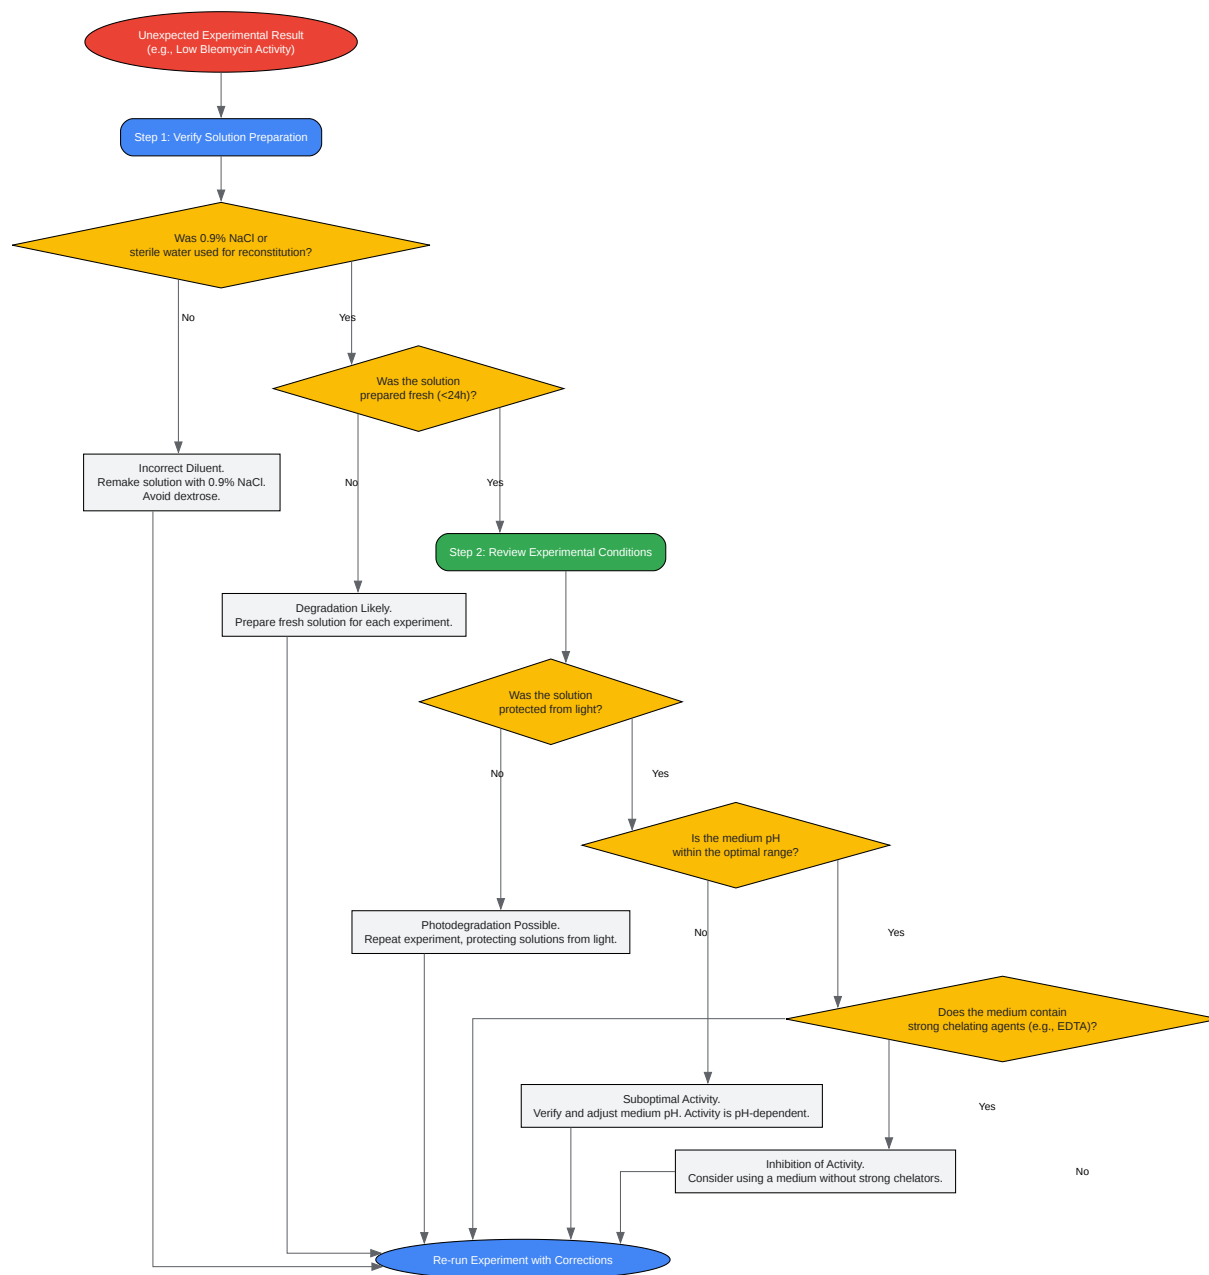 Unexpected Experimental Result
(e.g., Low Bleomycin Activity)
Step 1: Verify Solution Preparation
Was 0.9% NaCl or
sterile water used for reconstitution?
No
Yes
Was the solution
prepared fresh (<24h)?
Incorrect Diluent.
Remake solution with 0.9% NaCl.
Avoid dextrose.
No
Yes
Step 2: Review Experimental Conditions
Degradation Likely.
Prepare fresh solution for each experiment.
Was the solution
protected from light?
No
Yes
Is the medium pH
within the optimal range?
Photodegradation Possible.
Repeat experiment, protecting solutions from light.
No
Yes
Does the medium contain
strong chelating agents (e.g., EDTA)?
Suboptimal Activity.
Verify and adjust medium pH. Activity is pH-dependent.
Yes
Inhibition of Activity.
Consider using a medium without strong chelators.
No
Re-run Experiment with Corrections